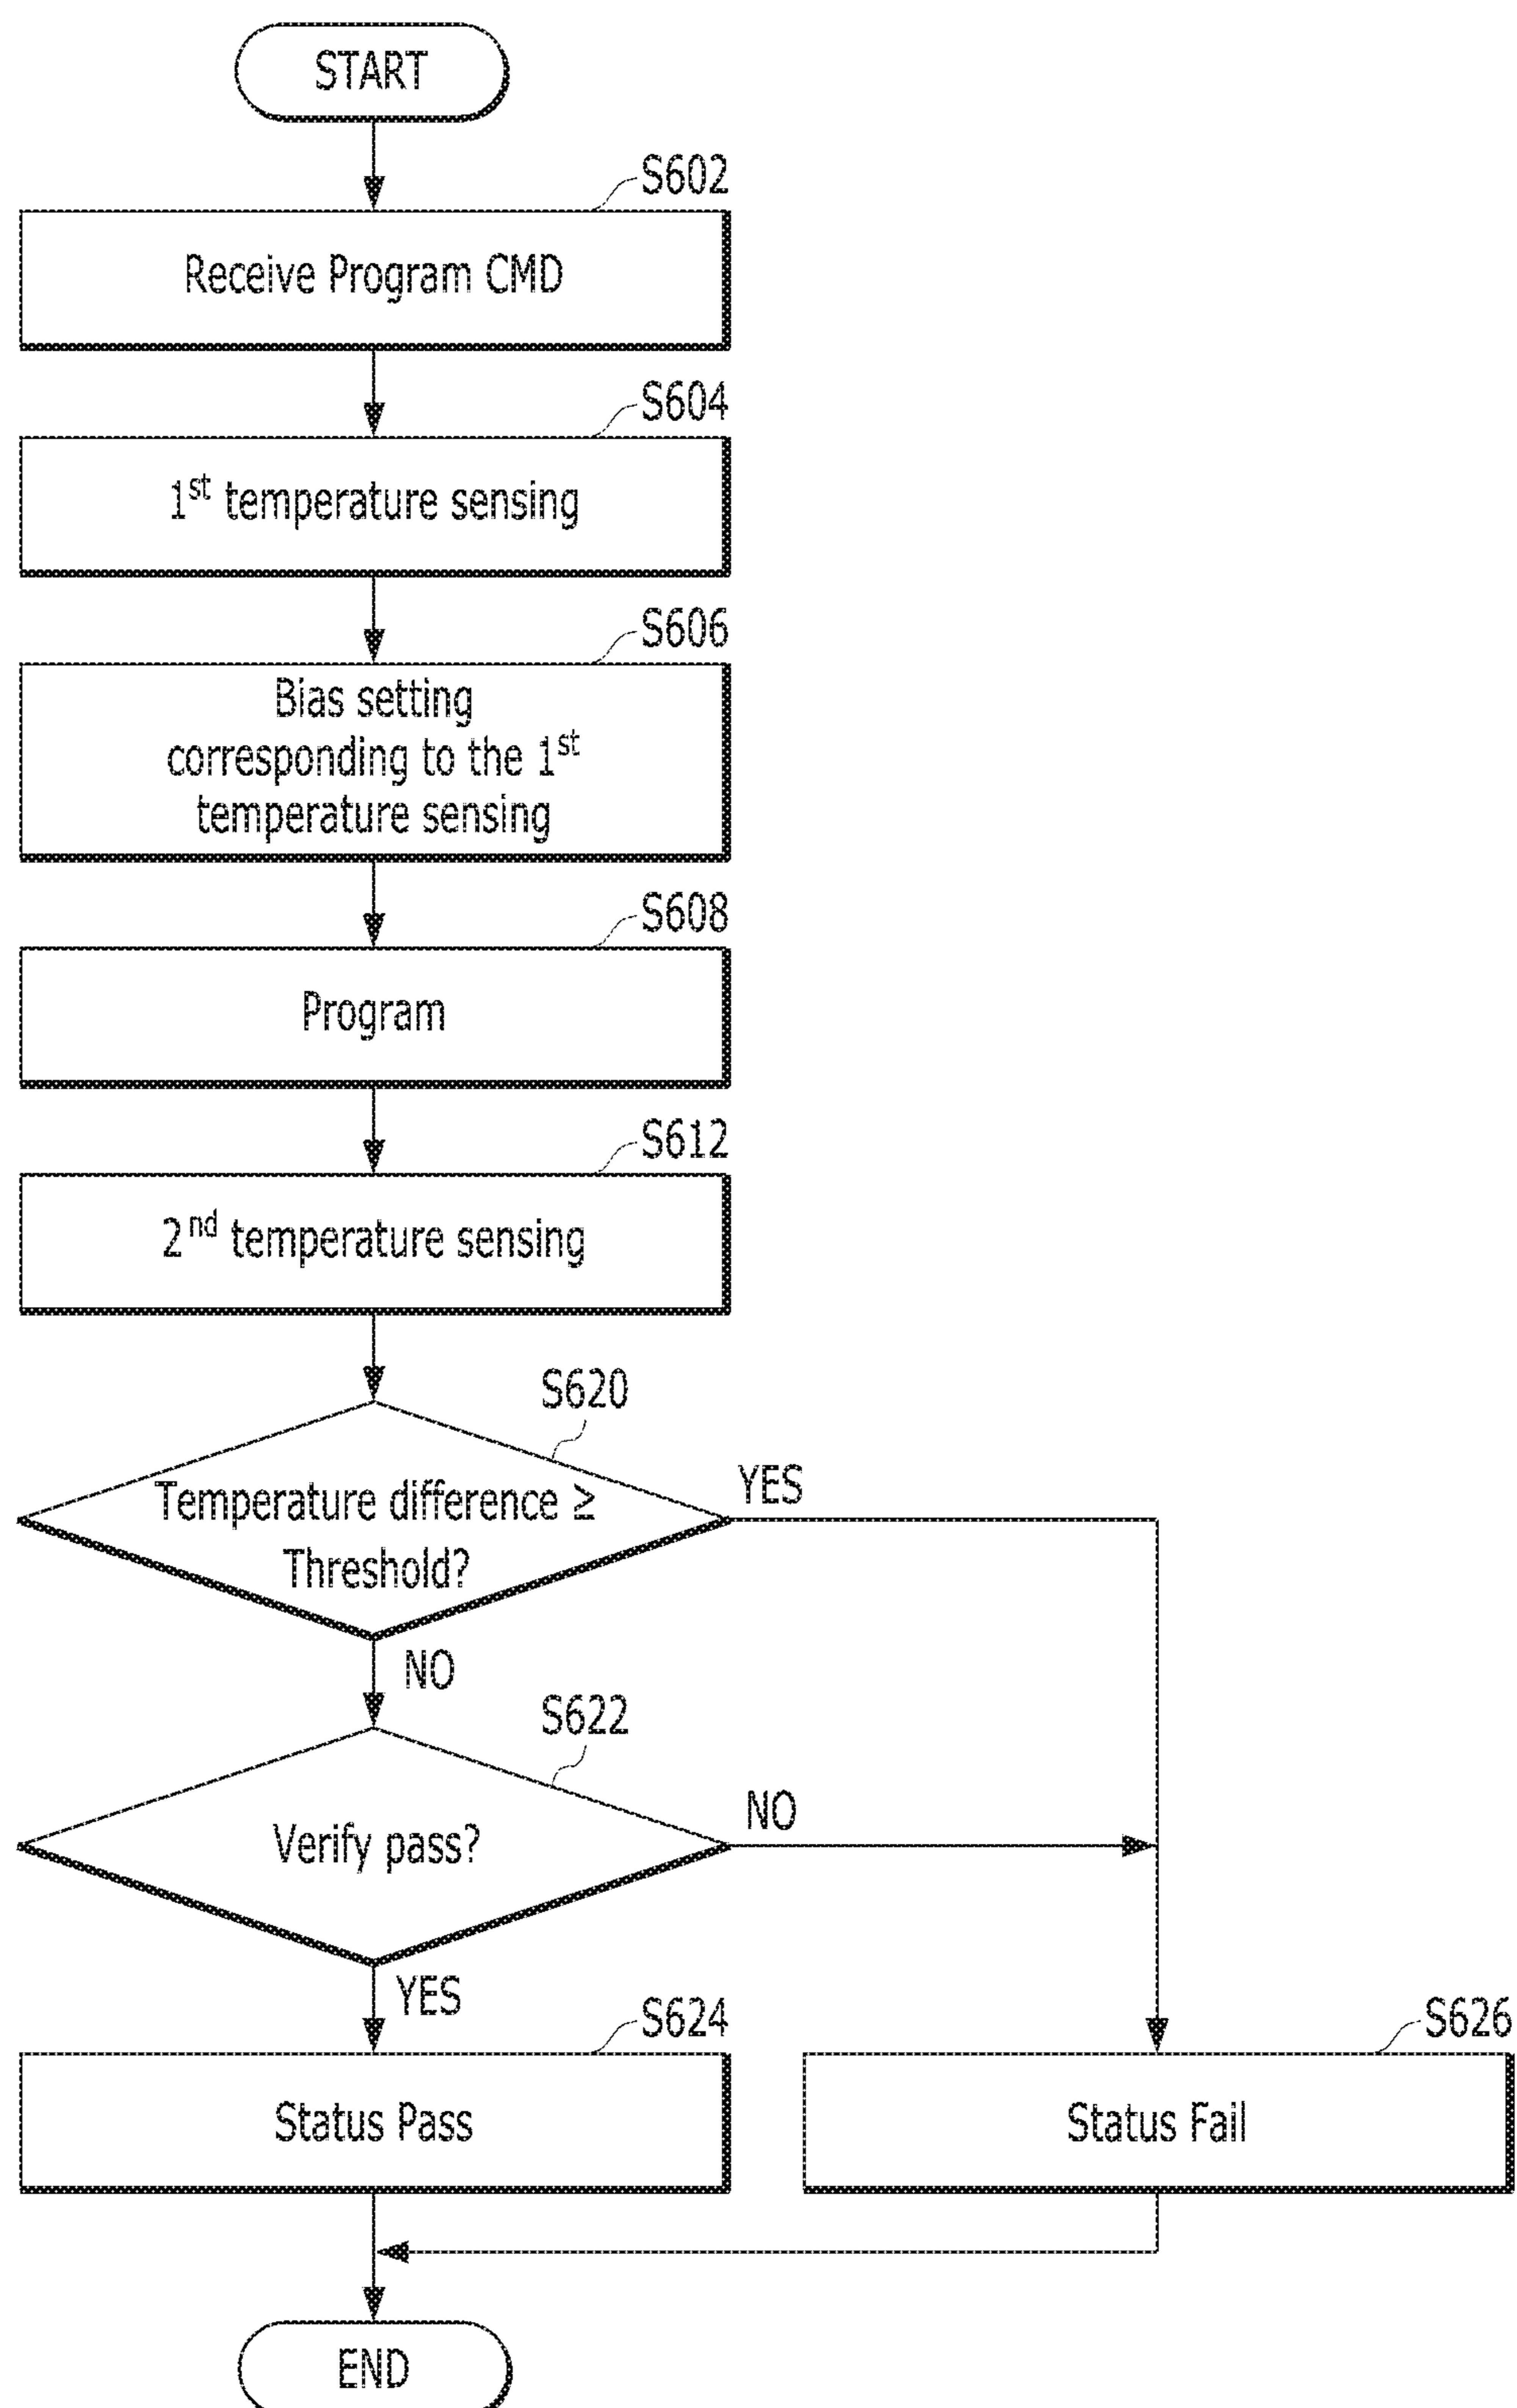 START
S602
Receive Program CMD
S604
1st temperature sensing
S606
Bias setting
corresponding to the 1st
temperature sensing
S608
Program
S612
2nd temperature sensing
S620
Temperature difference ≥
Threshold?
YES
NO
S622
Verify pass?
NO
YES
S624
Status Pass
S626
Status Fail
END